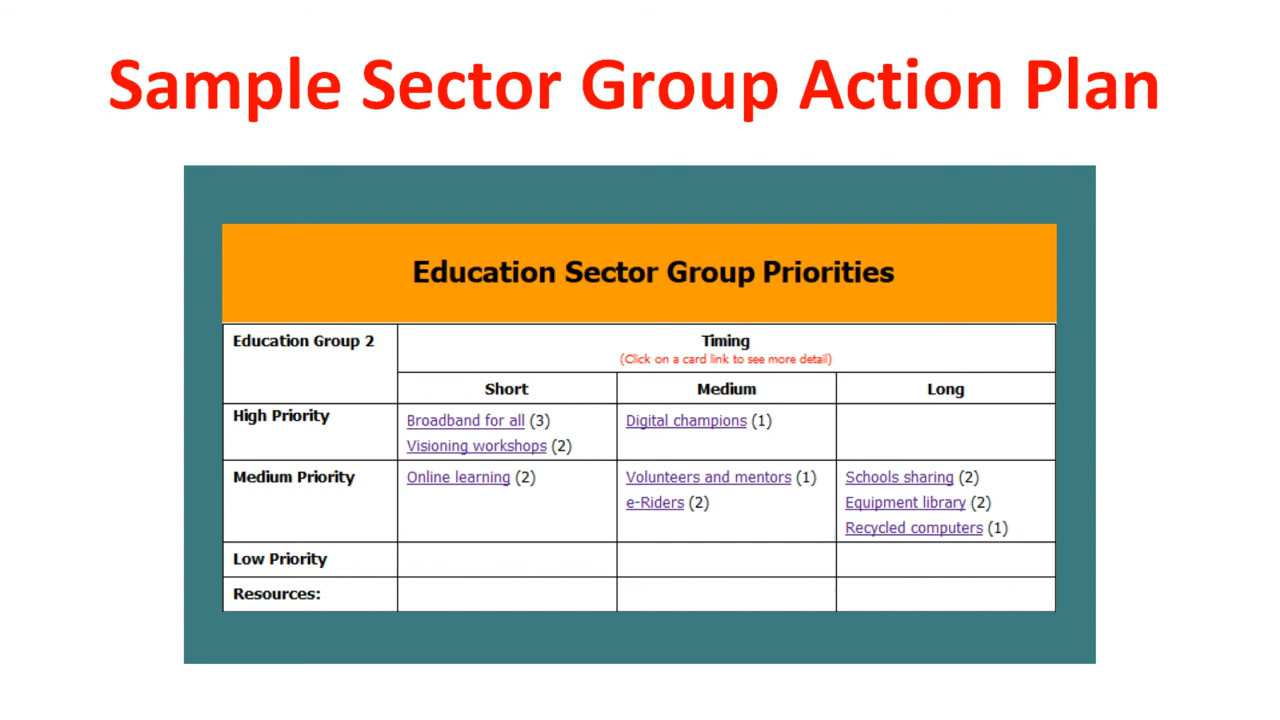 Sample Sector Group Action Plan
Education Sector Group Priorities
Education Group 2
Timing
(Click on a card link to see more detail)
Short
Medium
Long
High Priority
Broadband for all (3)
Visioning workshops (2)
Digital champions (1)
Medium Priority
Online learning (2)
Volunteers and mentors (1)
e-Riders (2)
Schools sharing (2)
Equipment library (2)
Recycled computers (1)
Low Priority
Resources: